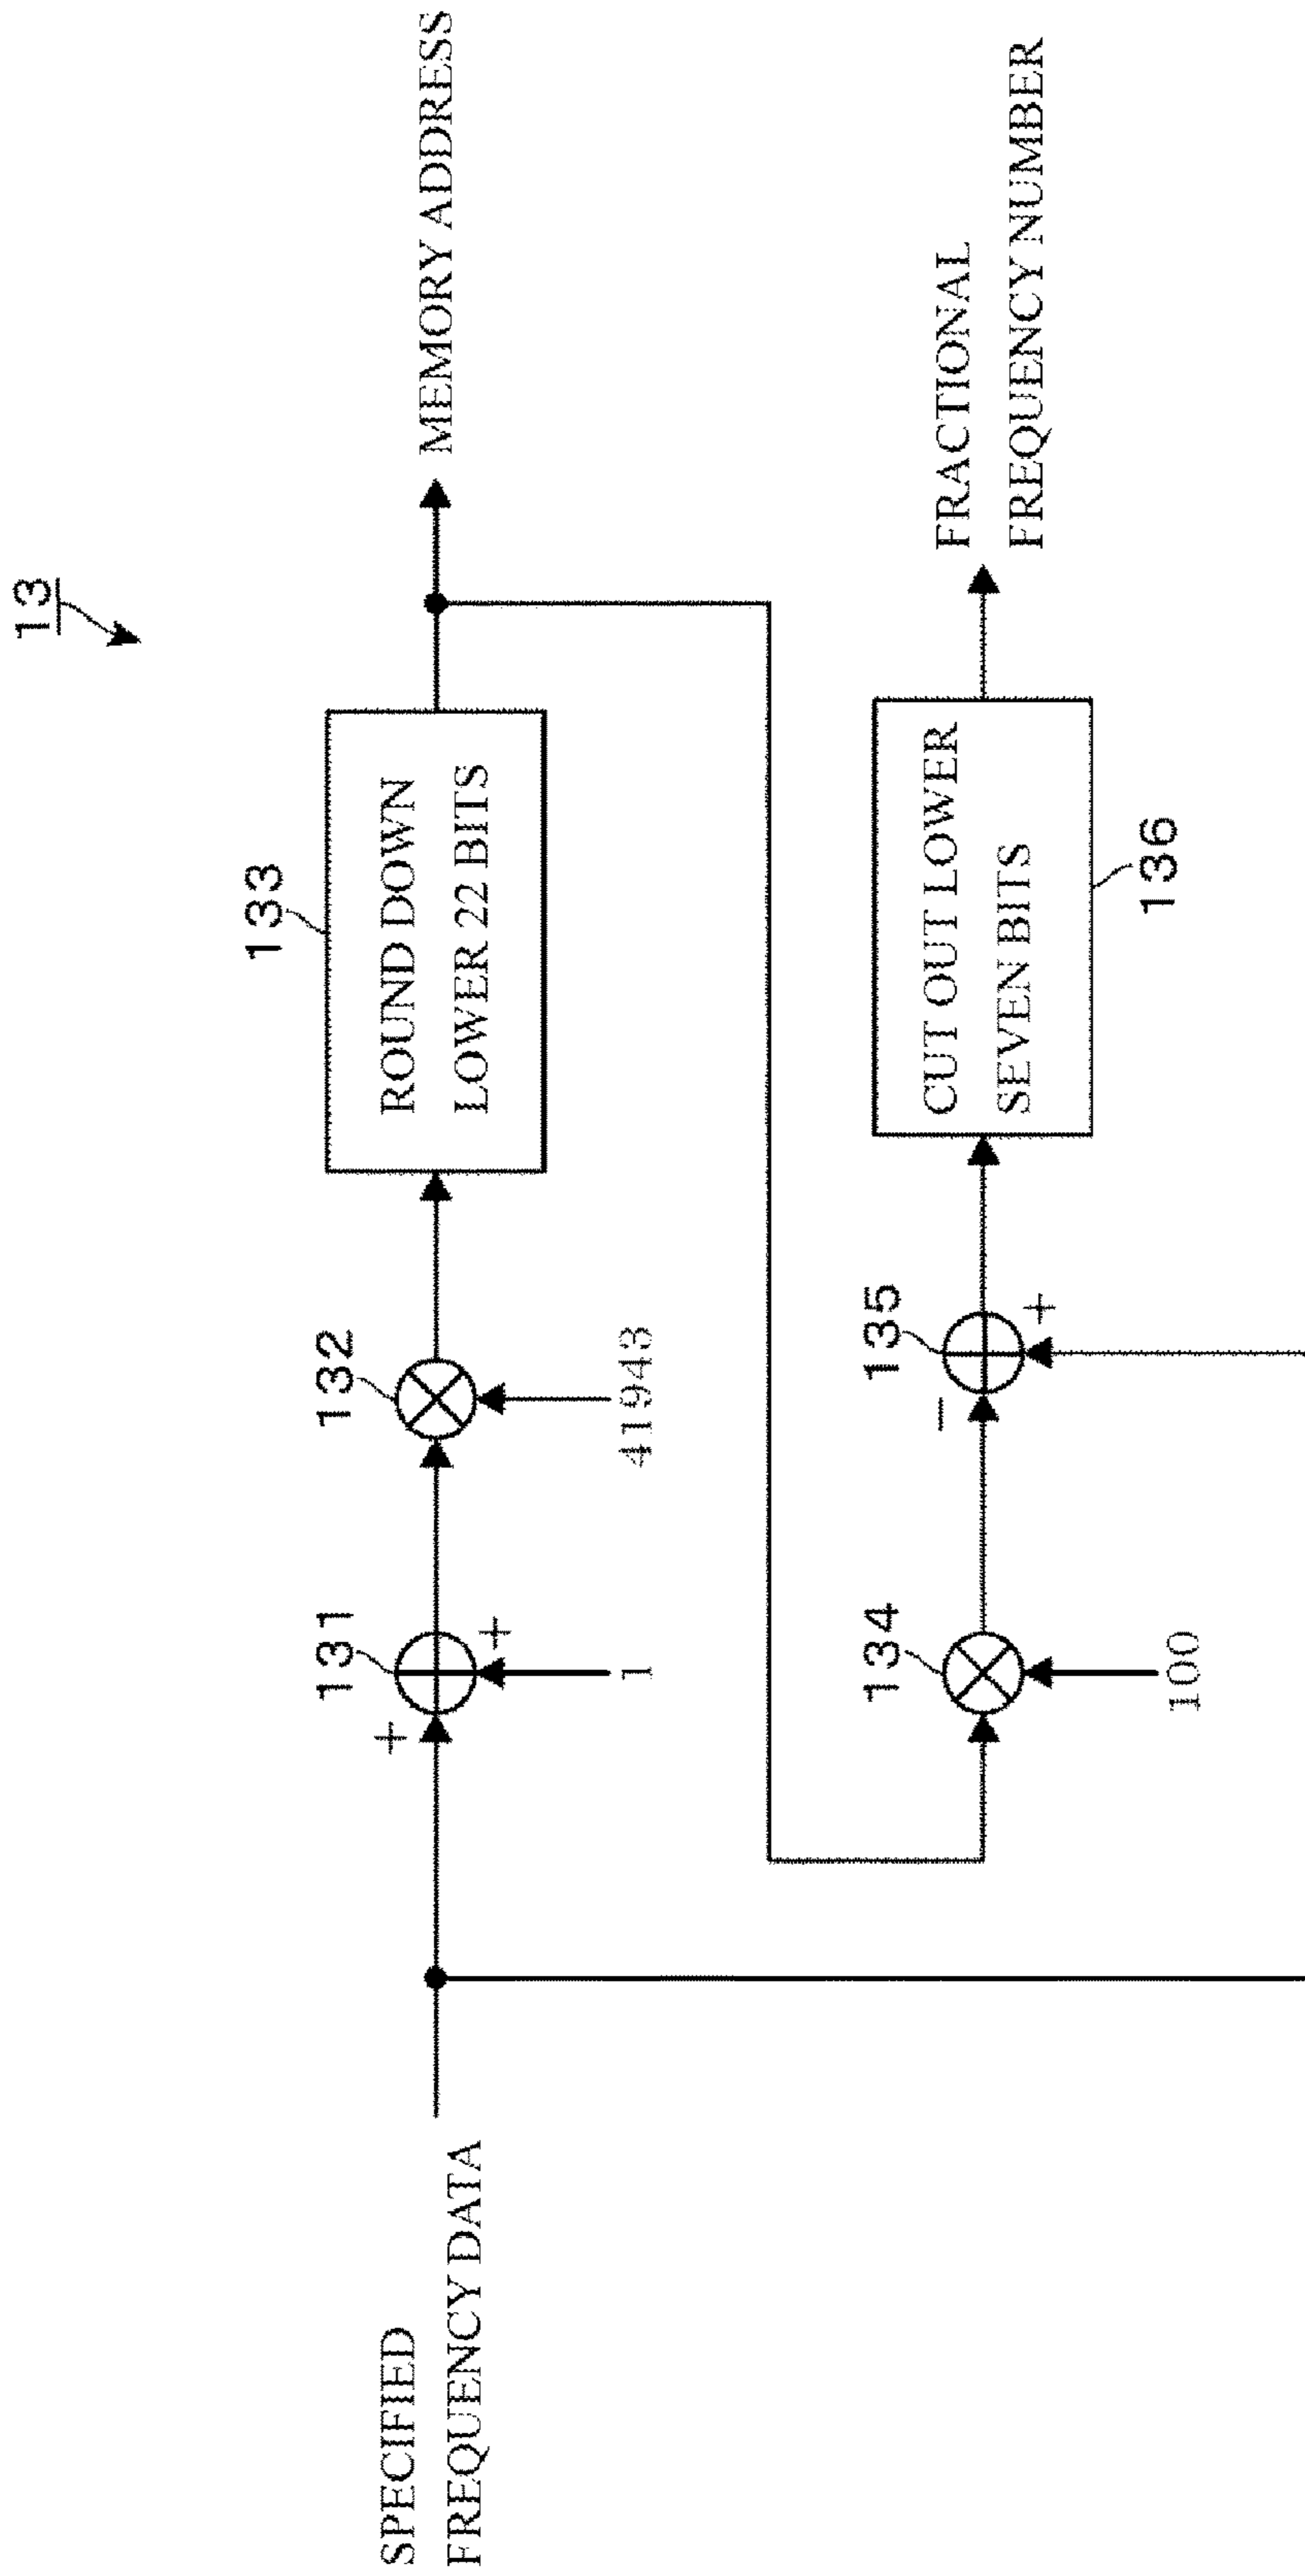 13
SPECIFIED
FREQUENCY DATA
+
131
+
1
132
41943
133
ROUND DOWN
LOWER 22 BITS
MEMORY ADDRESS
134
100
−
135
+
CUT OUT LOWER
SEVEN BITS
136
FRACTIONAL
FREQUENCY NUMBER